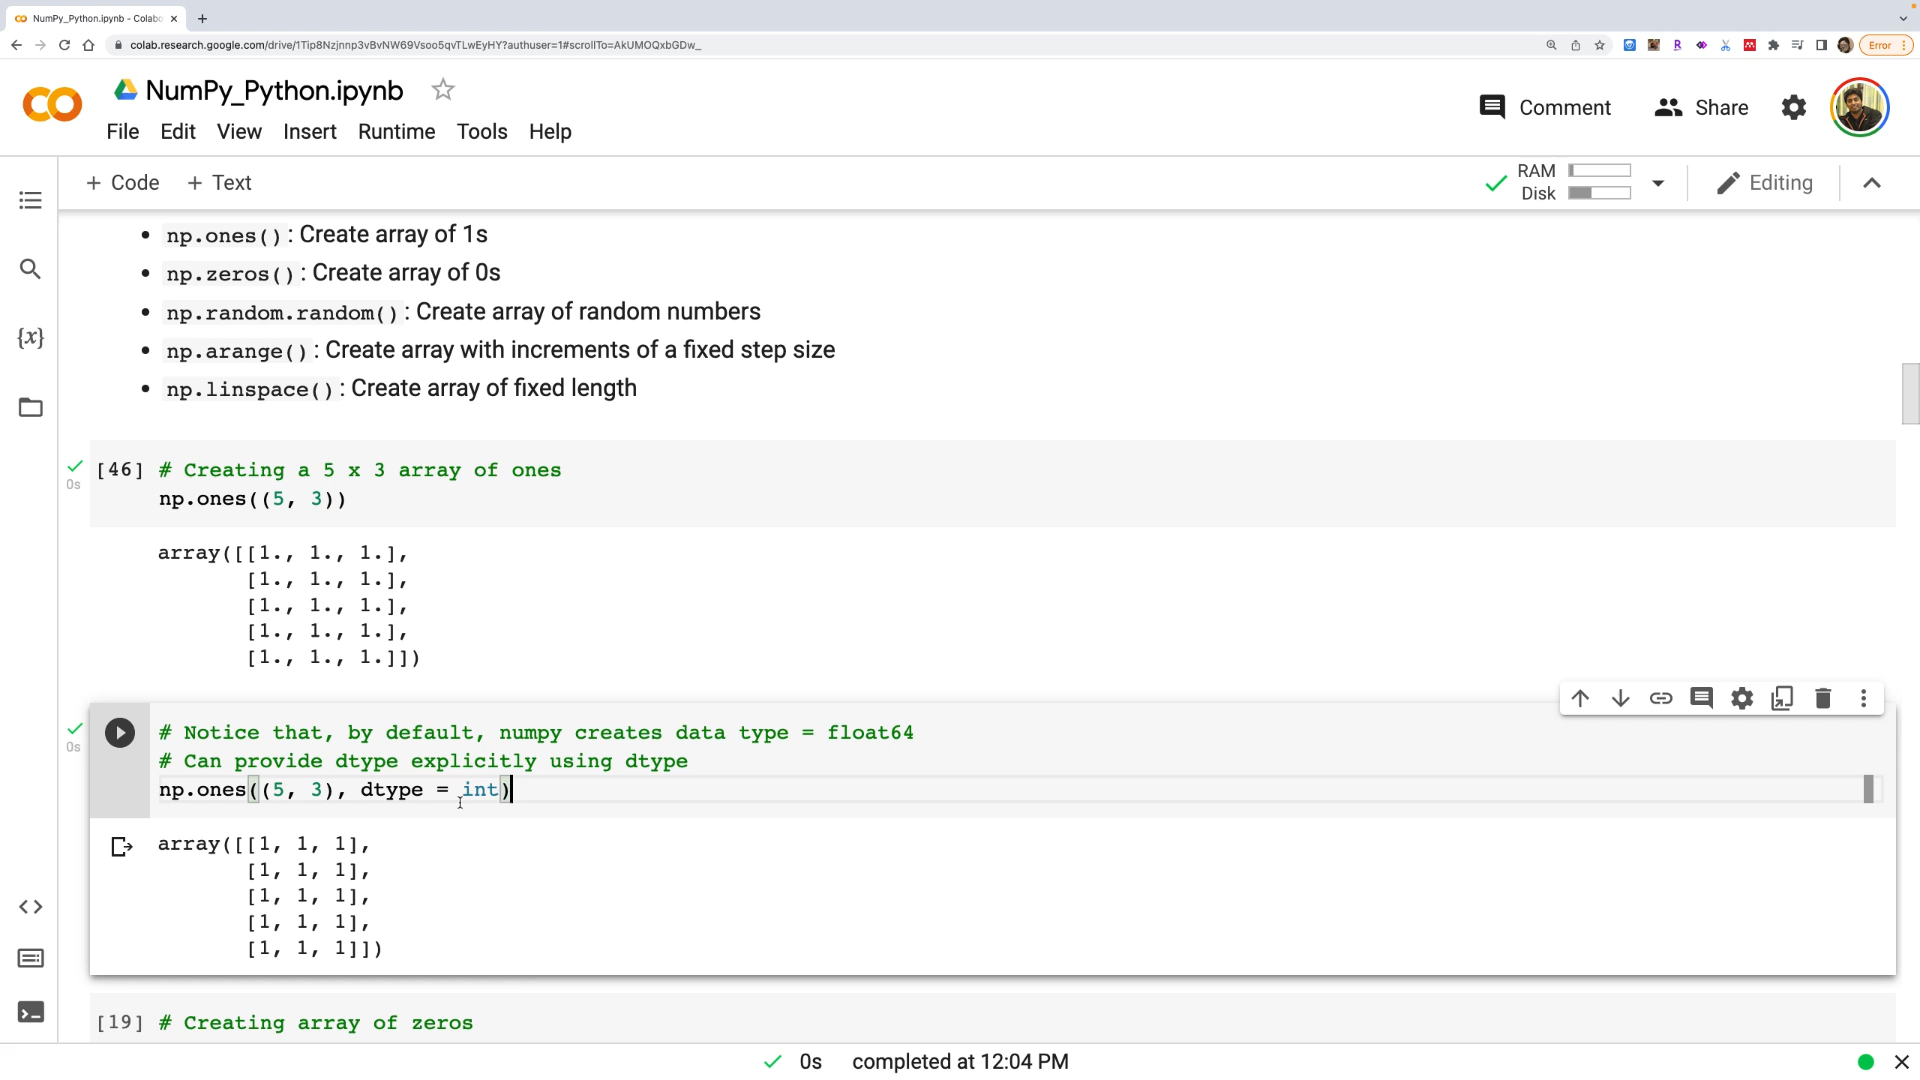 NumPy_Python.ipynb - Colabo
colab.research.google.com/drive/1Tip8Nzjnnp3vBvNW69Vsoo5qvTLwEyHY?authuser=1#scrollTo=AkUMOQxbGDw_
Error
NumPy_Python.ipynb
File Edit View Insert Runtime Tools Help
Comment
Share
+ Code + Text
RAM
Disk
Editing
• np.ones(): Create array of 1s
• np.zeros(): Create array of 0s
• np.random.random(): Create array of random numbers
• np.arange(): Create array with increments of a fixed step size
• np.linspace(): Create array of fixed length
{x}
0s
[46] # Creating a 5 x 3 array of ones
np.ones((5, 3))
array([[1., 1., 1.],
[1., 1., 1.],
[1., 1., 1.],
[1., 1., 1.],
[1., 1., 1.]])
0s
# Notice that, by default, numpy creates data type = float64
# Can provide dtype explicitly using dtype
np.ones((5, 3), dtype = int)
array([[1, 1, 1],
[1, 1, 1],
[1, 1, 1],
[1, 1, 1],
[1, 1, 1]])
[19] # Creating array of zeros
0s completed at 12:04 PM